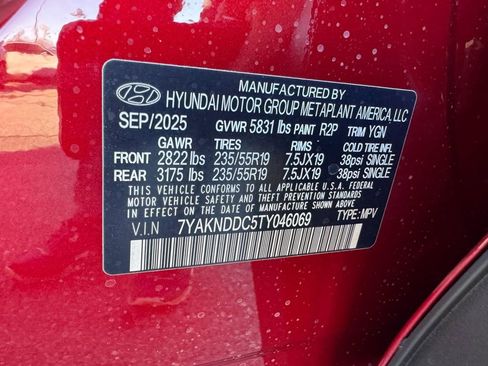 MANUFACTURED BY
HYUNDAI MOTOR GROUP METAPLANT AMERICA, LLC
SEP/2025 GVWR 5831 lbs PAINT R2P TRIM YGN
GAWR TIRES RIMS COLD TIRE INFL
FRONT 2822 lbs 235/55R19 7.5JX19 38psi SINGLE
REAR 3175 lbs 235/55R19 7.5JX19 38psi SINGLE
THIS VEHICLE CONFORMS TO ALL APPLICABLE U.S.A. FEDERAL
MOTOR VEHICLE SAFETY AND THEFT PREVENTION STANDARDS
IN EFFECT ON THE DATE OF MANUFACTURE SHOWN ABOVE.
V.I.N 7YAKNDDC5TY046069 TYPE: MPV